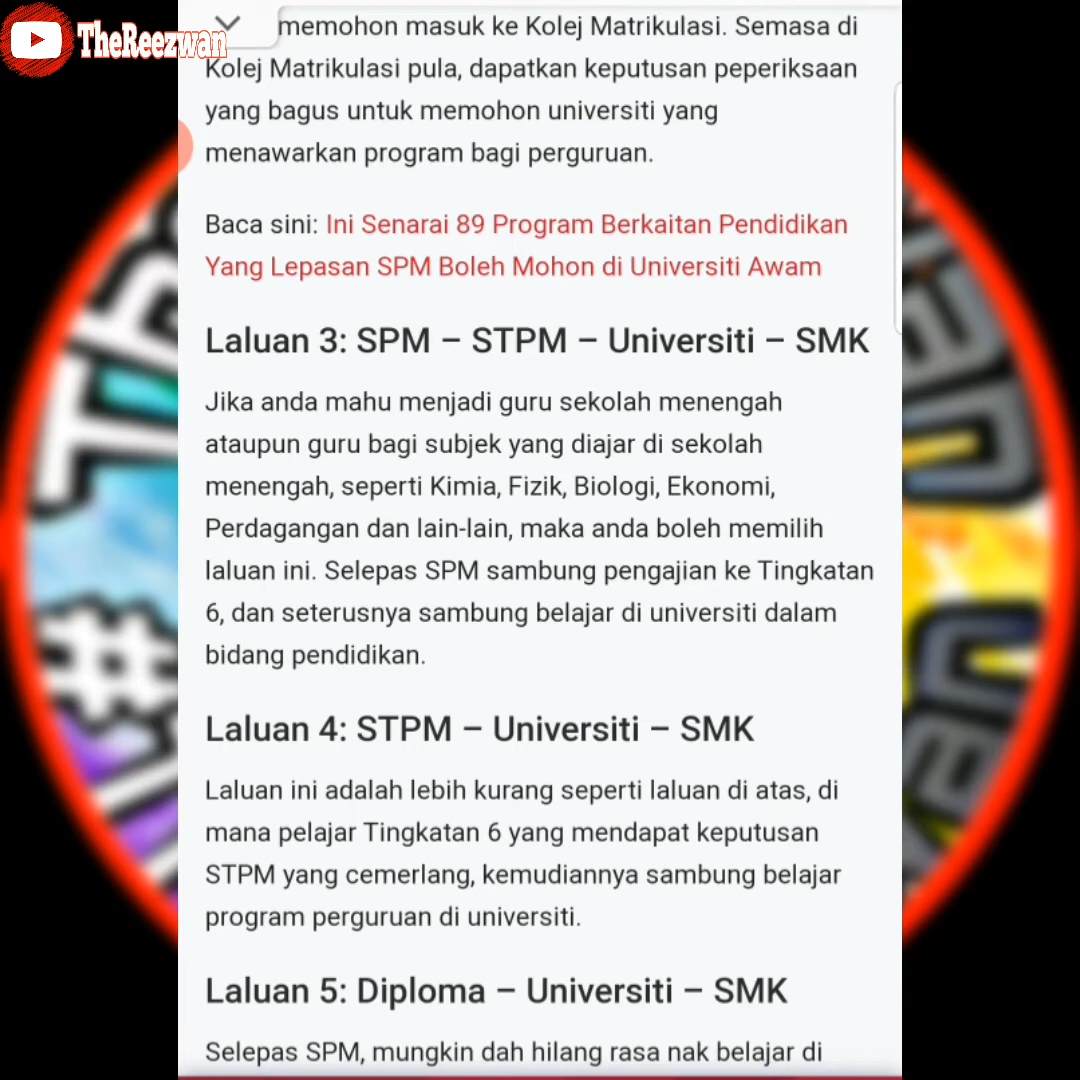 TheReezwan
memohon masuk ke Kolej Matrikulasi. Semasa di
Kolej Matrikulasi pula, dapatkan keputusan peperiksaan
yang bagus untuk memohon universiti yang
menawarkan program bagi perguruan.
Baca sini: Ini Senarai 89 Program Berkaitan Pendidikan
Yang Lepasan SPM Boleh Mohon di Universiti Awam
Laluan 3: SPM – STPM – Universiti – SMK
Jika anda mahu menjadi guru sekolah menengah
ataupun guru bagi subjek yang diajar di sekolah
menengah, seperti Kimia, Fizik, Biologi, Ekonomi,
Perdagangan dan lain-lain, maka anda boleh memilih
laluan ini. Selepas SPM sambung pengajian ke Tingkatan
6, dan seterusnya sambung belajar di universiti dalam
bidang pendidikan.
Laluan 4: STPM – Universiti – SMK
Laluan ini adalah lebih kurang seperti laluan di atas, di
mana pelajar Tingkatan 6 yang mendapat keputusan
STPM yang cemerlang, kemudiannya sambung belajar
program perguruan di universiti.
Laluan 5: Diploma – Universiti – SMK
Selepas SPM, mungkin dah hilang rasa nak belajar di